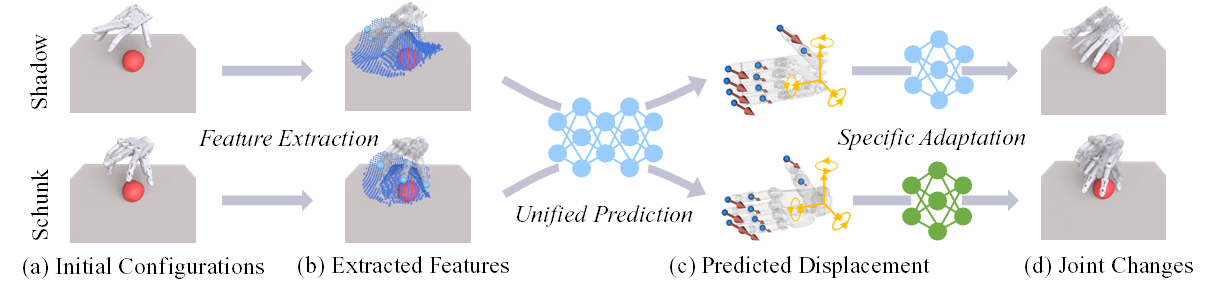 Shadow
Feature Extraction
Specific Adaptation
Schunk
Unified Prediction
(a) Initial Configurations
(b) Extracted Features
(c) Predicted Displacement
(d) Joint Changes